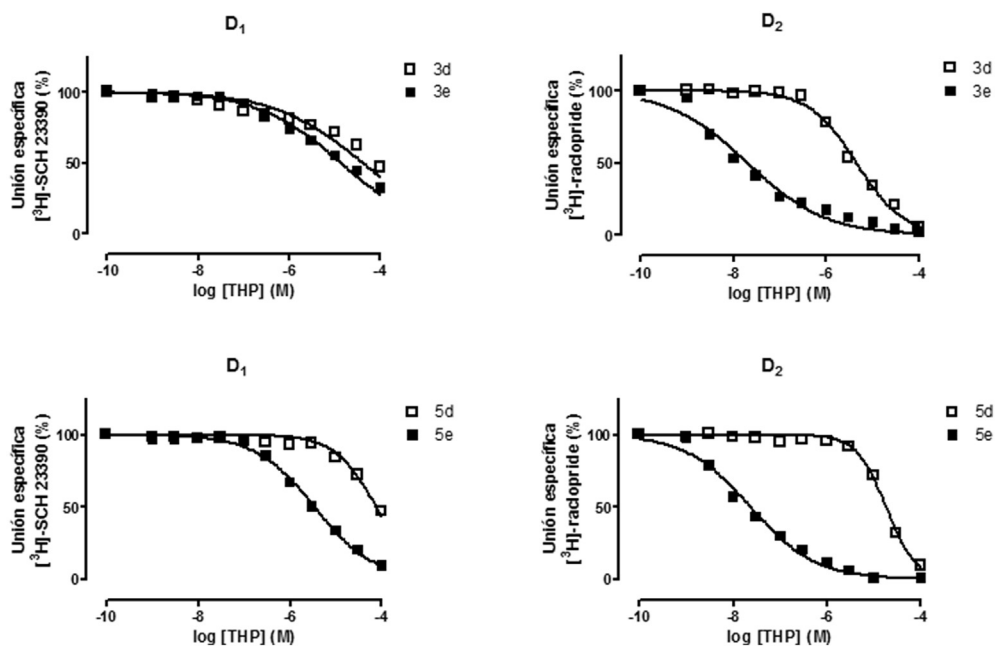 D₁
3d
3e
Unión específica
[³H]-SCH 23390 (%)
100
50
0
-10 -8 -6 -4
log [THP] (M)
D₂
3d
3e
Unión específica
[³H]-raclopride (%)
100
50
0
-10 -8 -6 -4
log [THP] (M)
D₁
5d
5e
Unión específica
[³H]-SCH 23390 (%)
100
50
0
-10 -8 -6 -4
log [THP] (M)
D₂
5d
5e
Unión específica
[³H]-raclopride (%)
100
50
0
-10 -8 -6 -4
log [THP] (M)